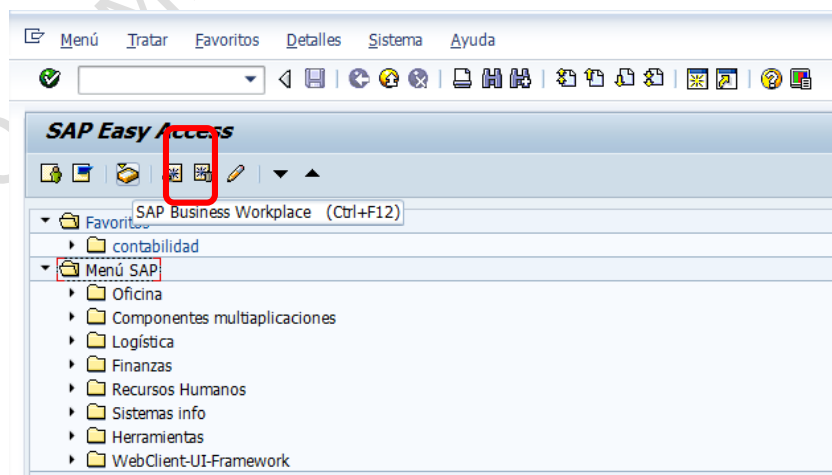 Menú Tratar Favoritos Detalles Sistema Ayuda
SAP Easy Access
SAP Business Workplace (Ctrl+F12)
Favoritos
contabilidad
Menú SAP
Oficina
Componentes multiaplicaciones
Logística
Finanzas
Recursos Humanos
Sistemas info
Herramientas
WebClient-UI-Framework